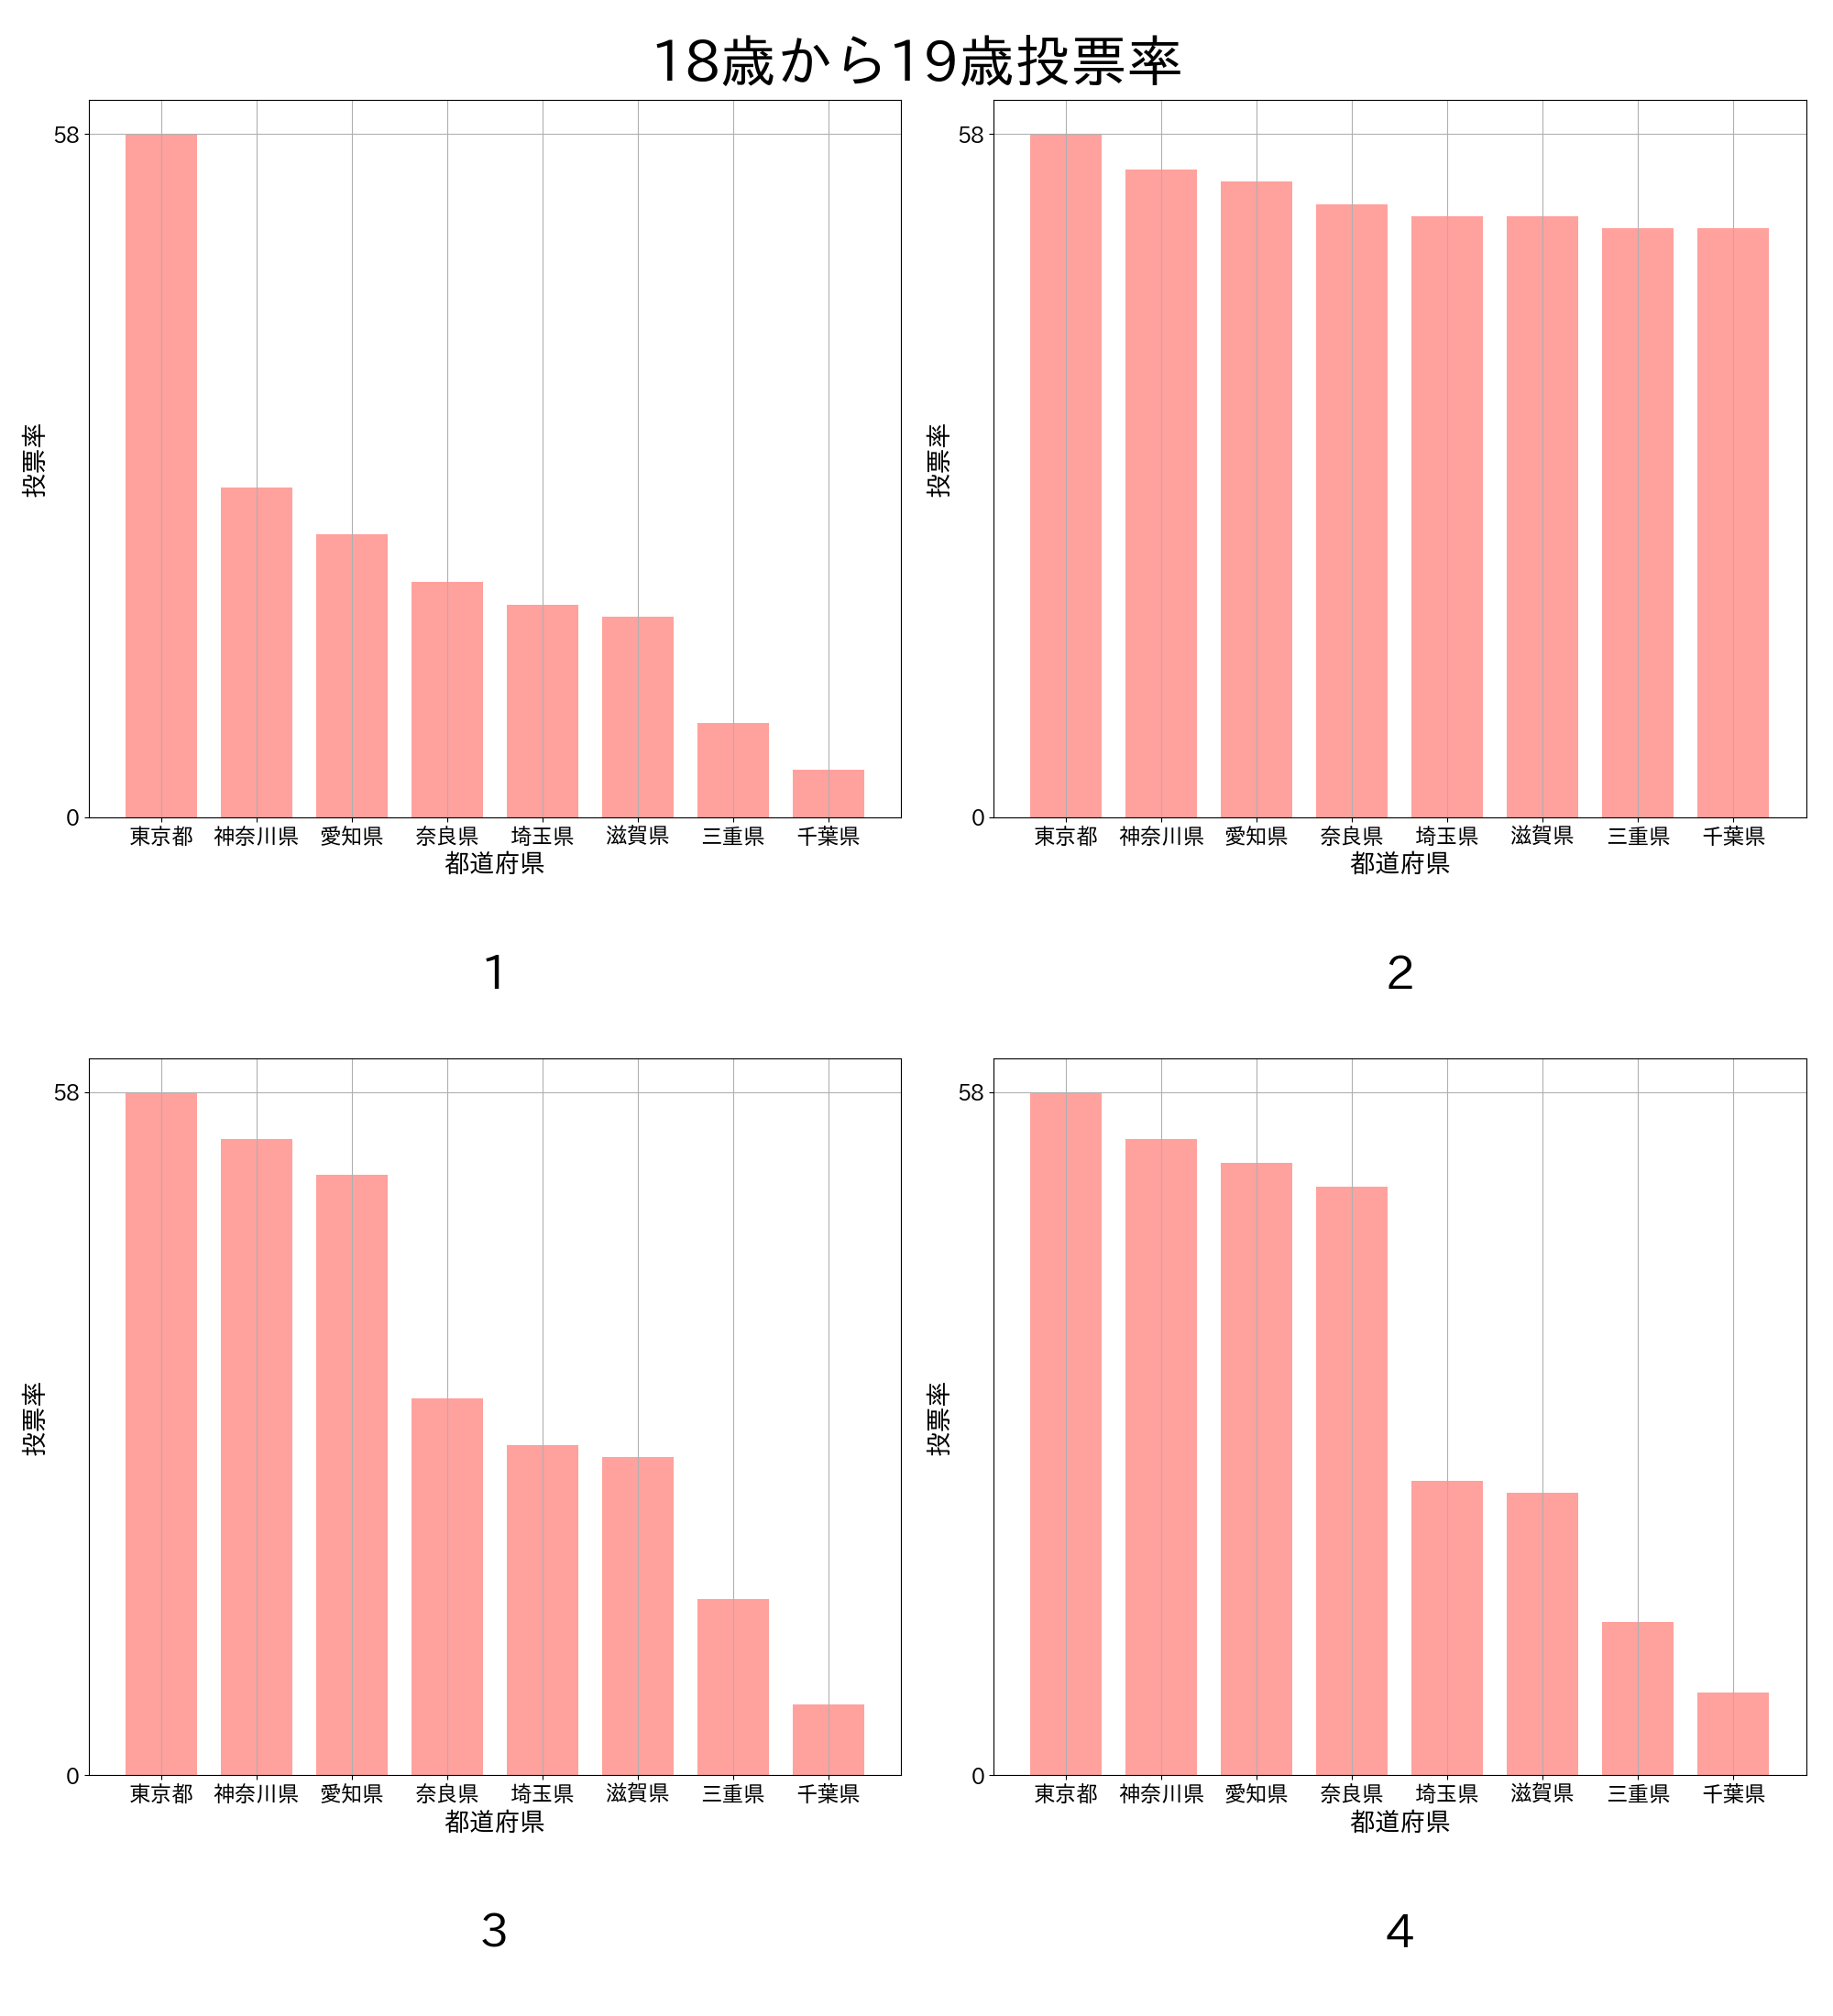 18歳から19歳投票率
58
0
投票率
東京都 神奈川県 愛知県 奈良県 埼玉県 滋賀県 三重県 千葉県
都道府県
1
58
0
投票率
東京都 神奈川県 愛知県 奈良県 埼玉県 滋賀県 三重県 千葉県
都道府県
2
58
0
投票率
東京都 神奈川県 愛知県 奈良県 埼玉県 滋賀県 三重県 千葉県
都道府県
3
58
0
投票率
東京都 神奈川県 愛知県 奈良県 埼玉県 滋賀県 三重県 千葉県
都道府県
4